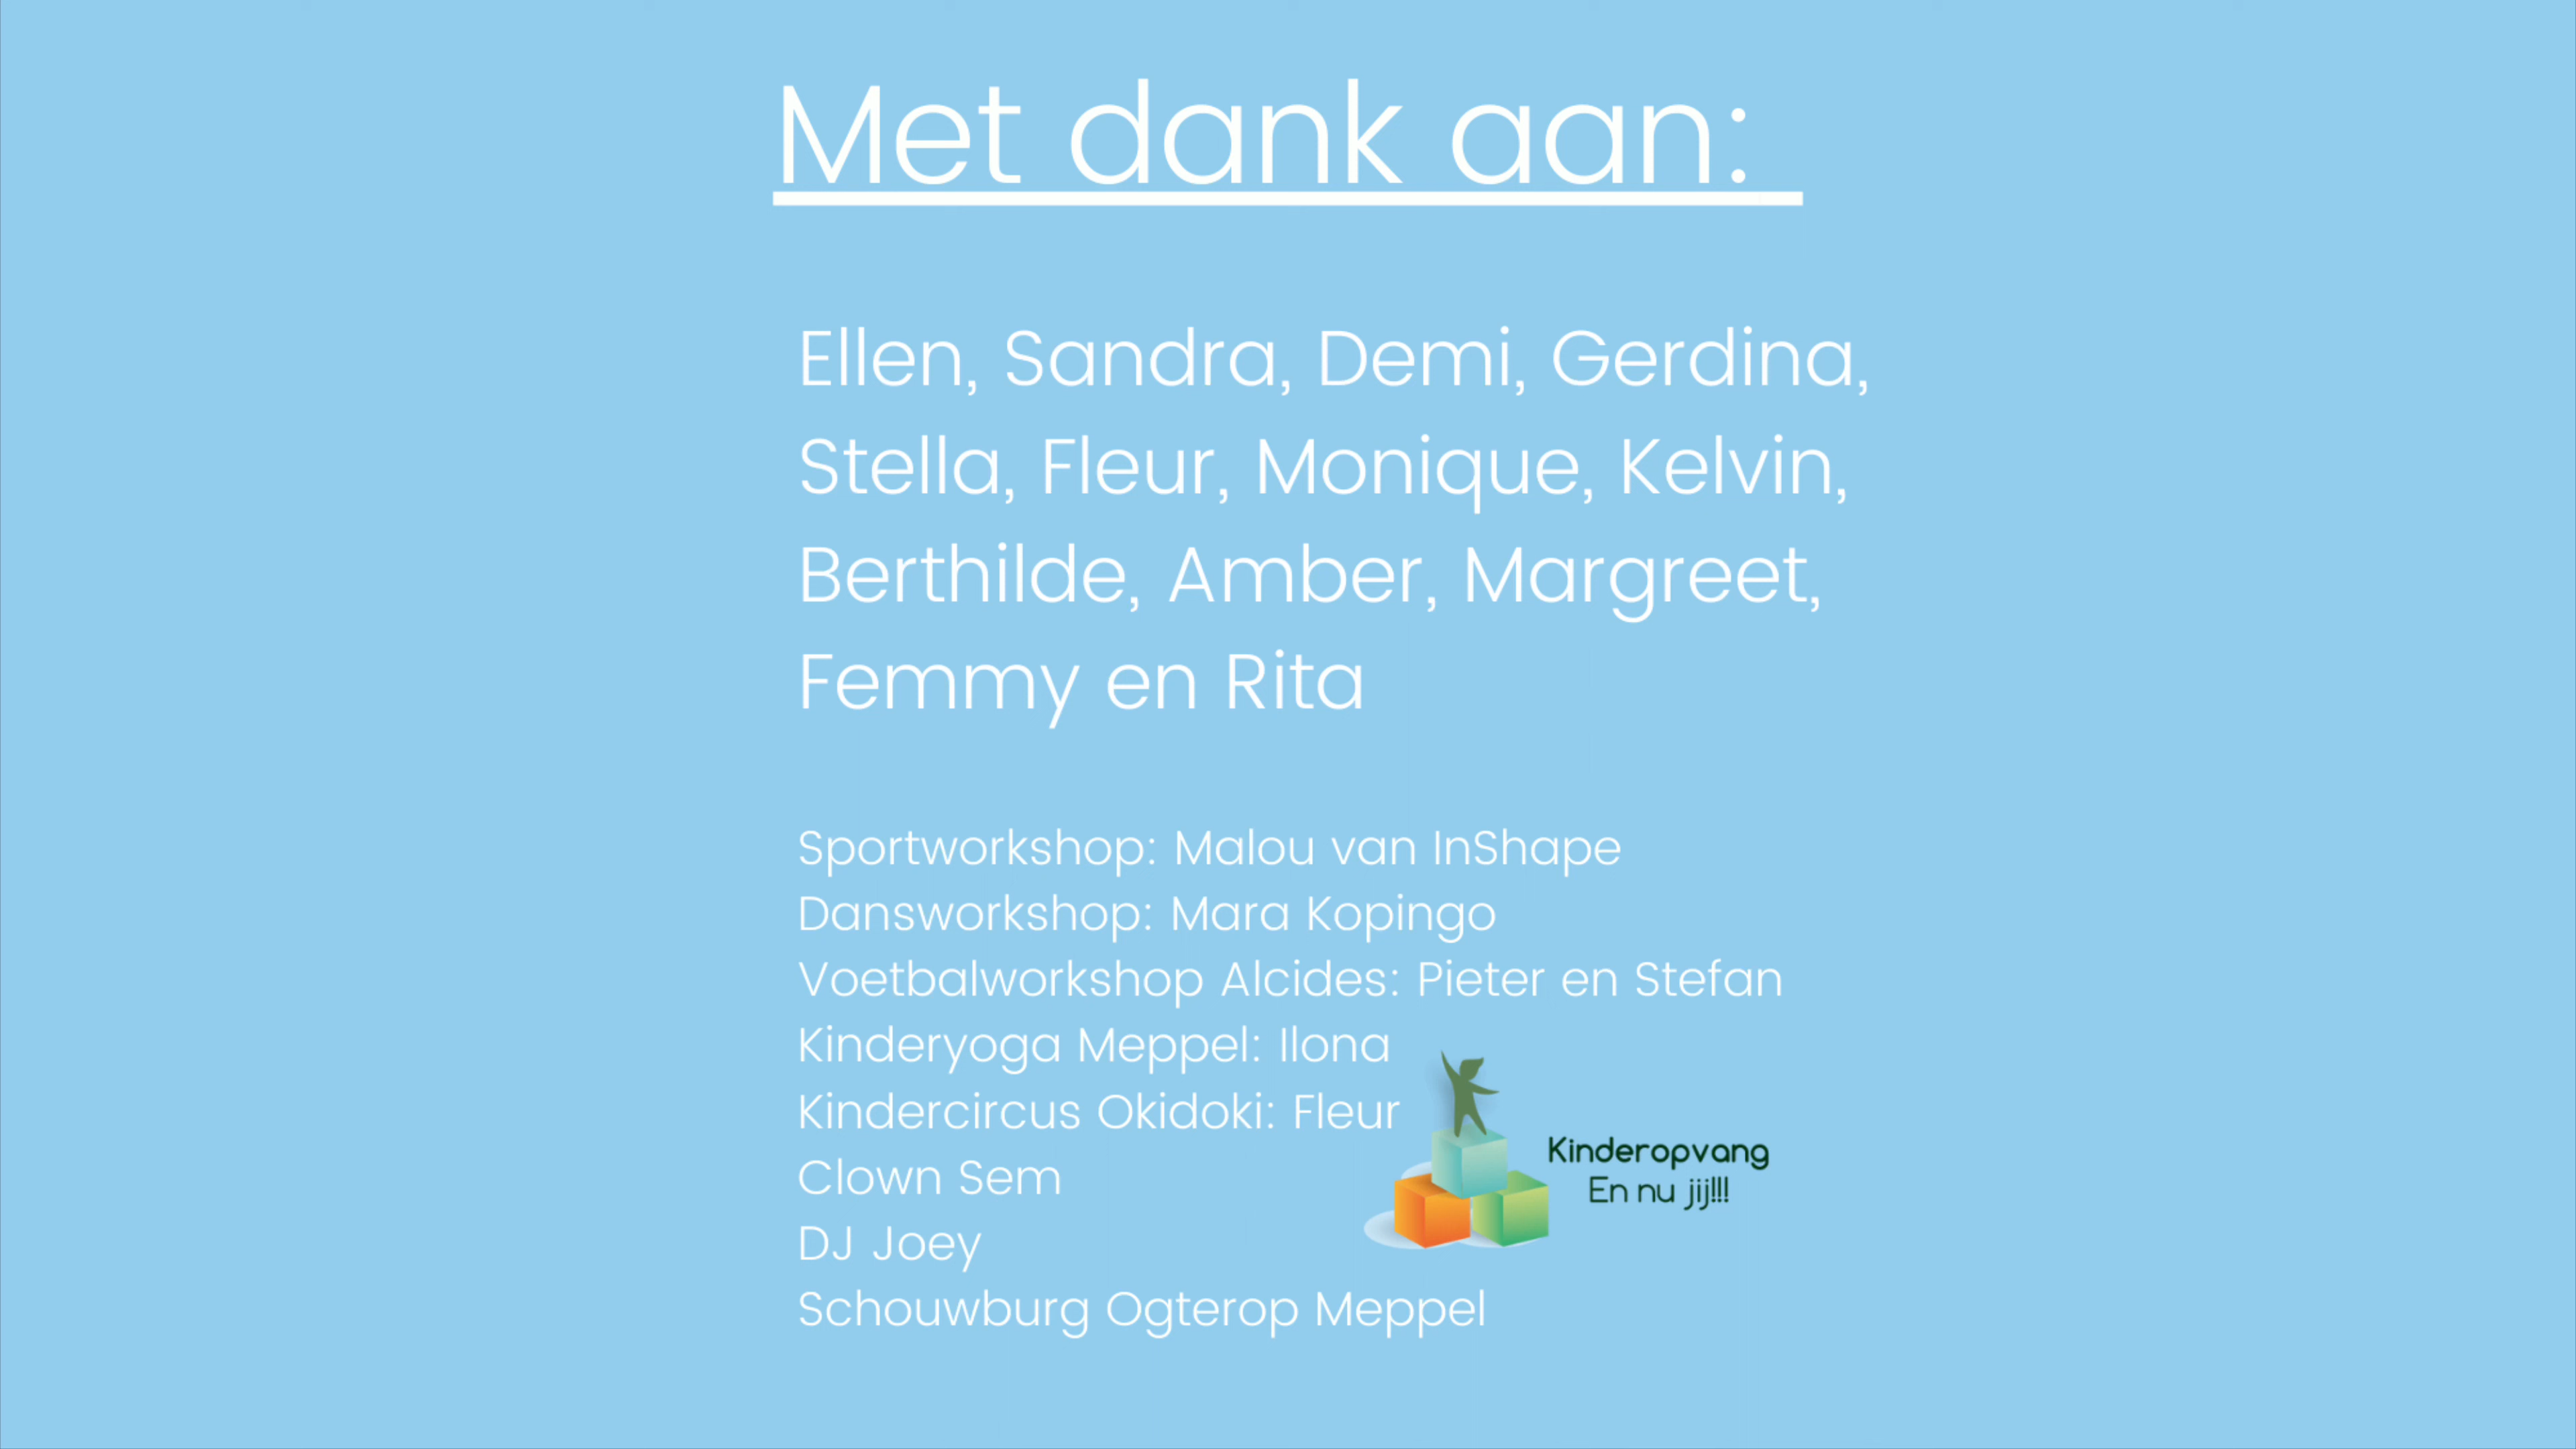 Met dank aan:
Ellen, Sandra, Demi, Gerdina,
Stella, Fleur, Monique, Kelvin,
Berthilde, Amber, Margreet,
Femmy en Rita
Sportworkshop: Malou van InShape
Dansworkshop: Mara Kopingo
Voetbalworkshop Alcides: Pieter en Stefan
Kinderyoga Meppel: Ilona
Kindercircus Okidoki: Fleur
Clown Sem
DJ Joey
Schouwburg Ogterop Meppel
Kinderopvang
En nu jij!!!